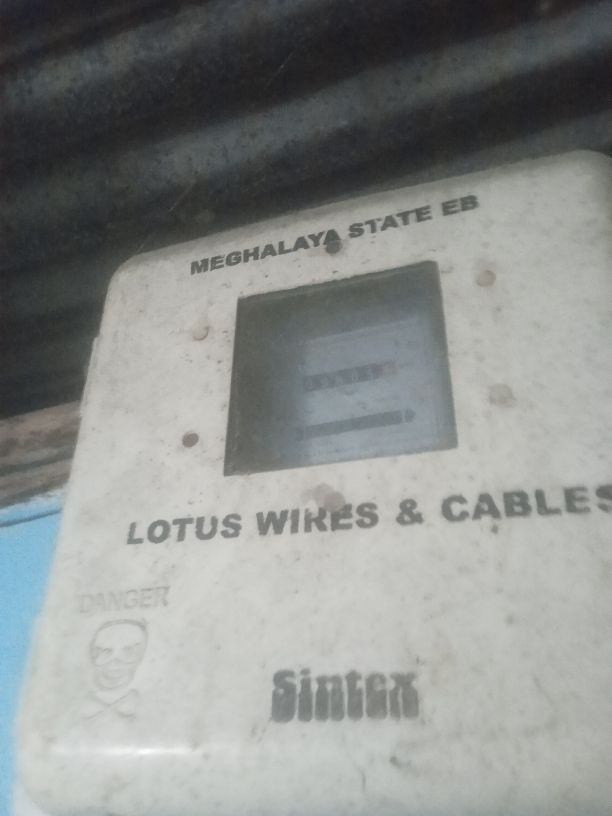 MEGHALAYA STATE EB
LOTUS WIRES & CABLES
DANGER
Sintex